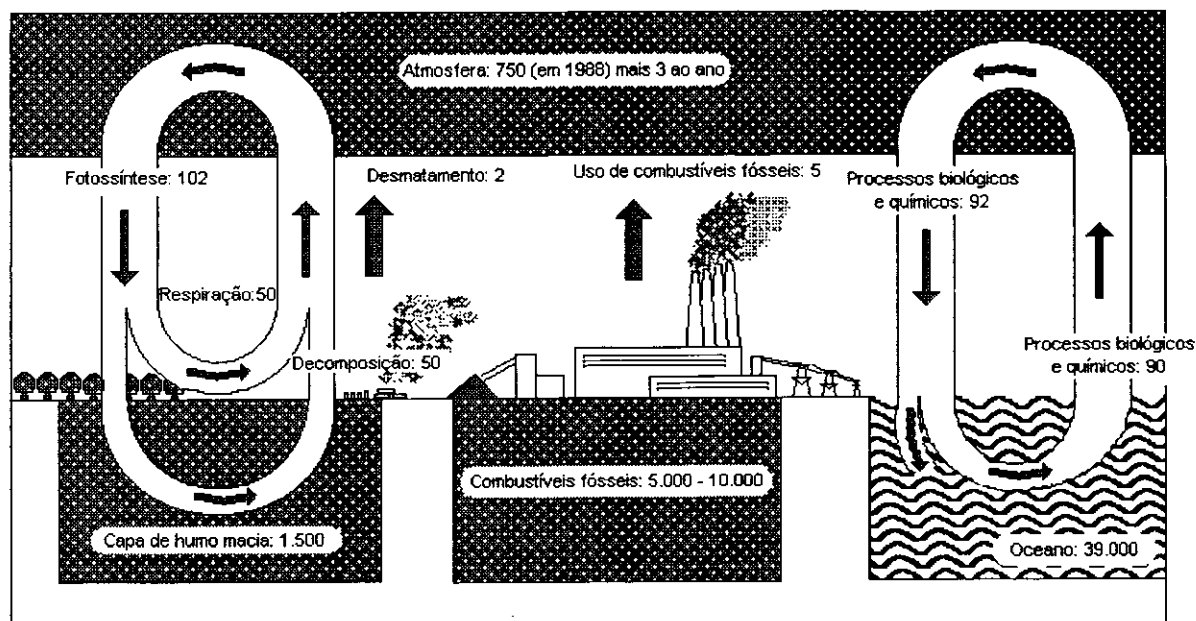 Atmosfera: 750 (em 1988) mais 3 ao ano
Fotossíntese: 102
Desmatamento: 2
Uso de combustíveis fósseis: 5
Processos biológicos
e químicos: 92
Respiração:50
Decomposição: 50
Processos biológicos
e químicos: 90
Combustíveis fósseis: 5.000 - 10.000
Capa de humo macia: 1.500
Oceano: 39.000